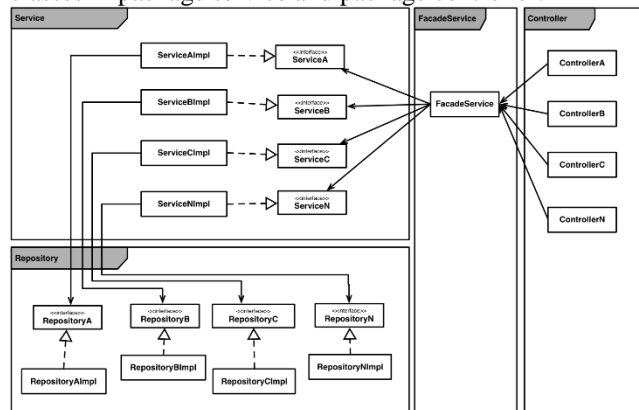 Service
FacadeService
Controller
ServiceAImpl
<<interface>>
ServiceA
ControllerA
ServiceBImpl
<<interface>>
ServiceB
FacadeService
ControllerB
ServiceCImpl
<<interface>>
ServiceC
ControllerC
ServiceNImpl
<<interface>>
ServiceN
ControllerN
Repository
<<interface>>
RepositoryA
<<interface>>
RepositoryB
<<interface>>
RepositoryC
<<interface>>
RepositoryN
RepositoryAImpl
RepositoryBImpl
RepositoryCImpl
RepositoryNImpl